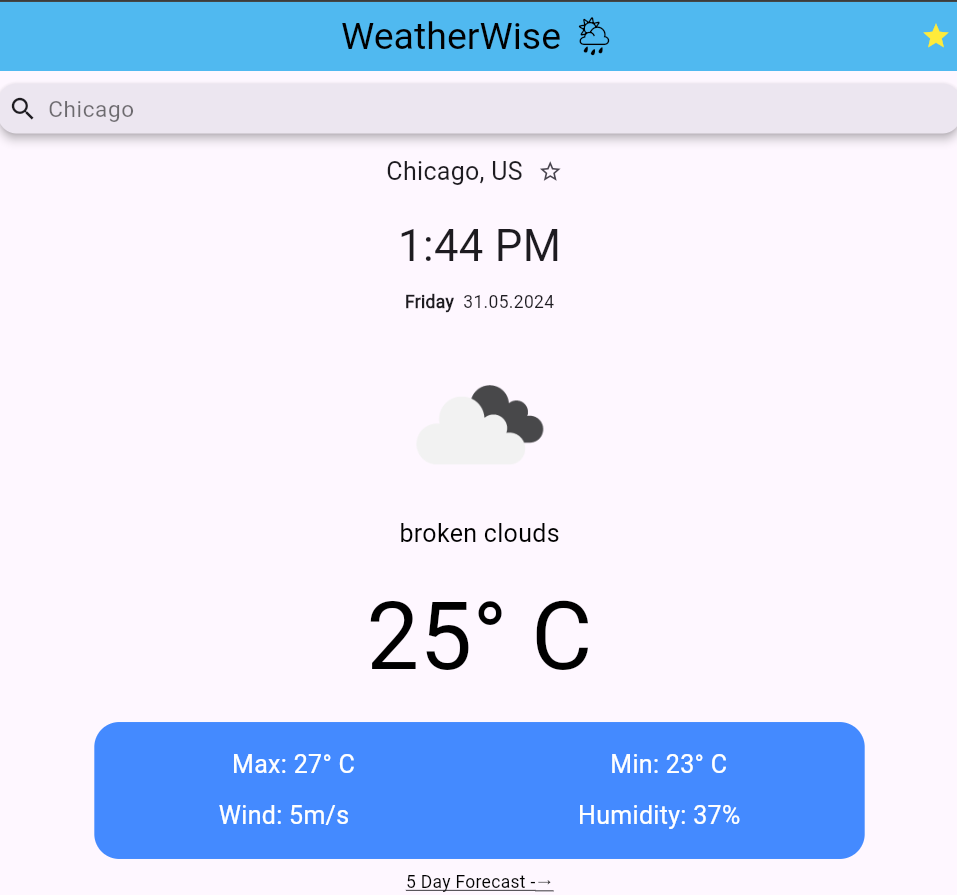 WeatherWise
Chicago
Chicago, US
1:44 PM
Friday 31.05.2024
broken clouds
25° C
Max: 27° C Min: 23° C
Wind: 5m/s Humidity: 37%
5 Day Forecast -→